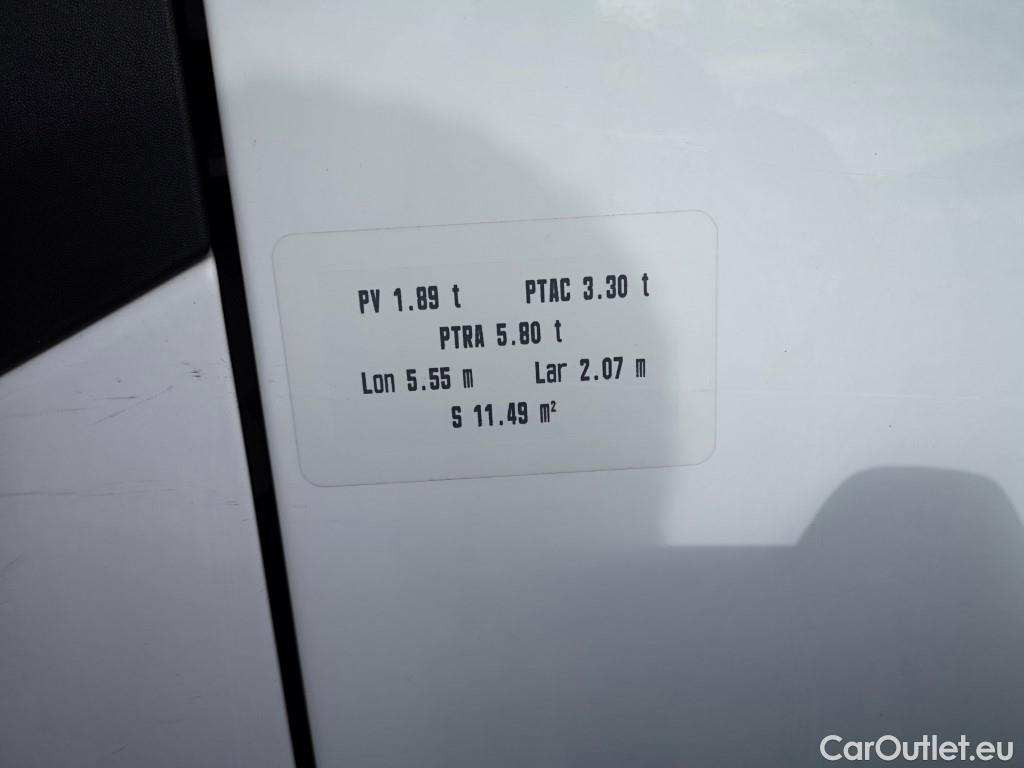 PV 1.89 t PTAC 3.30 t
PTRA 5.80 t
Lon 5.55 m Lar 2.07 m
S 11.49 m²
CarOutlet.eu